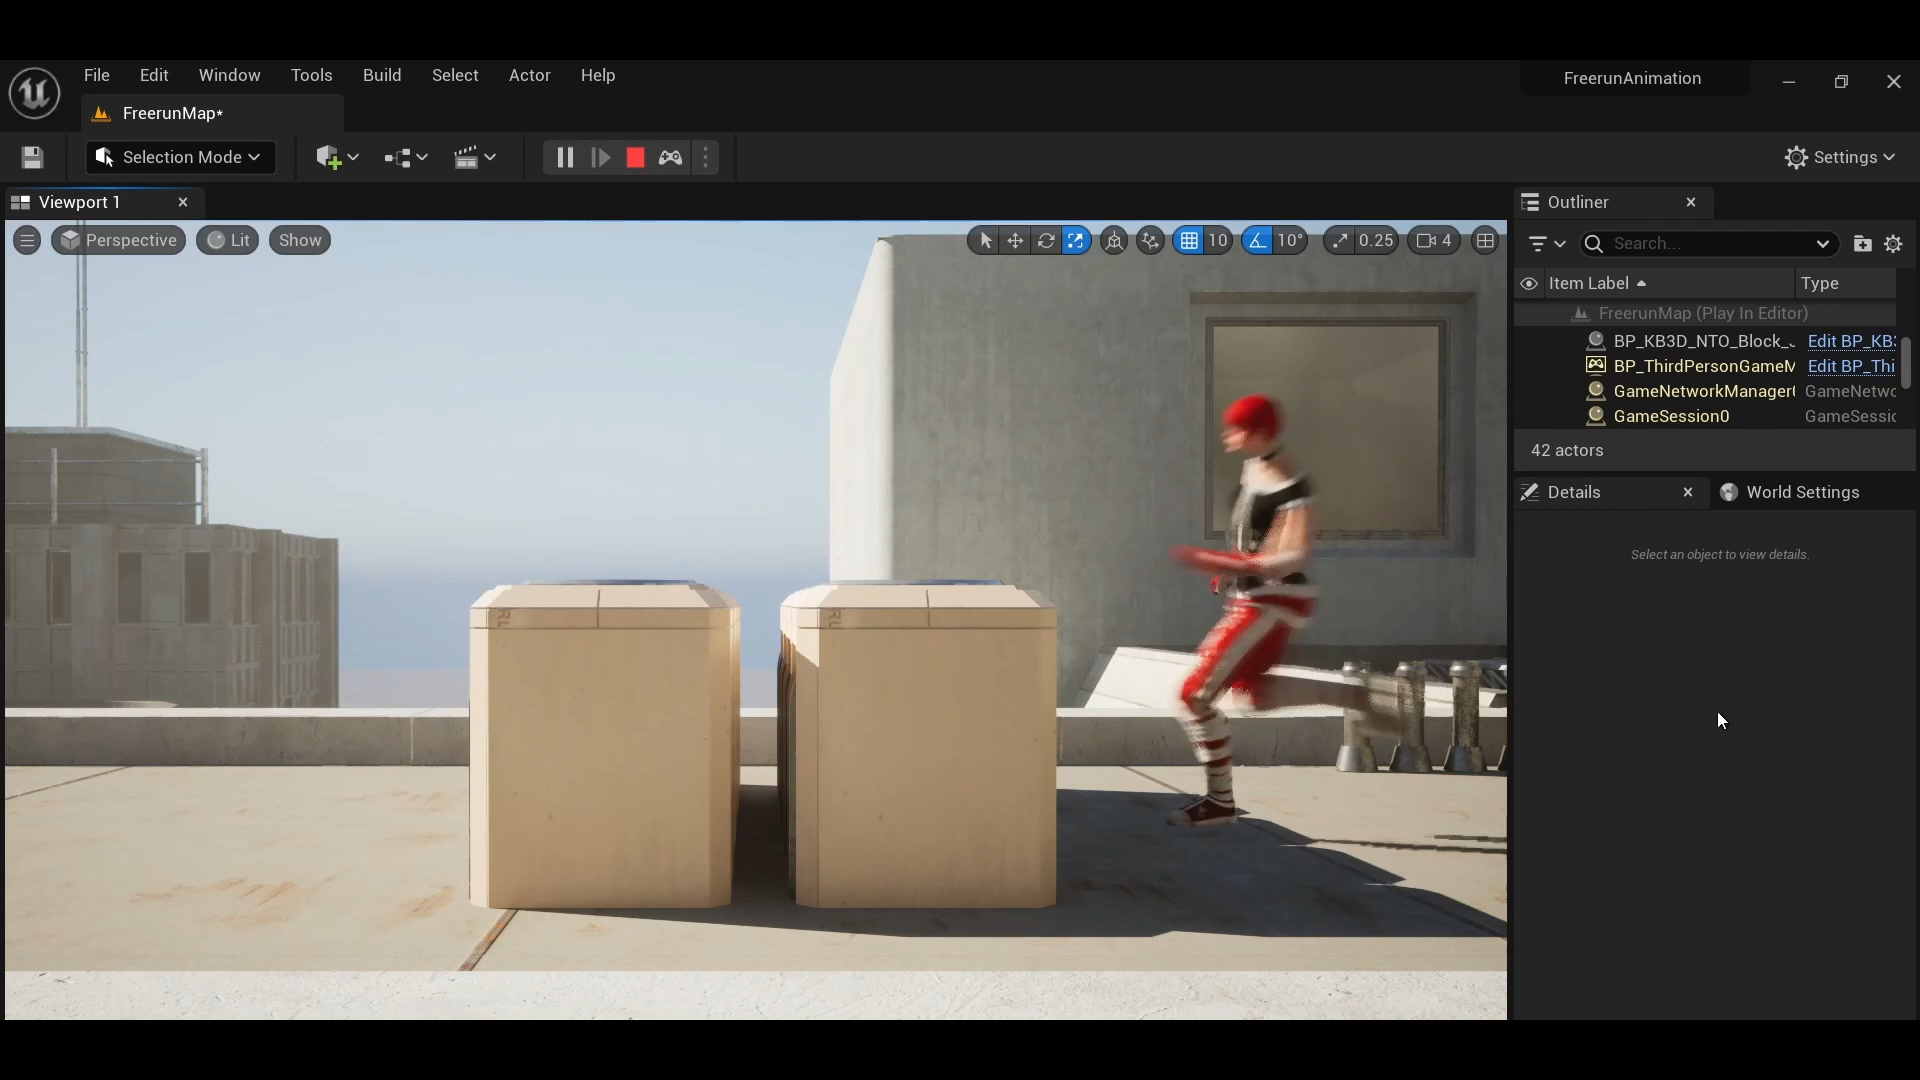 File Edit Window Tools Build Select Actor Help
FreerunAnimation
FreerunMap*
Selection Mode
Settings
Viewport 1
Outliner
Perspective
Lit
Show
10
10°
0.25
4
Search...
Item Label
Type
FreerunMap (Play In Editor)
BP_KB3D_NTO_Block_ Edit BP_KB3
BP_ThirdPersonGameM Edit BP_Thi
GameNetworkManager GameNetwo
GameSession0 GameSessio
42 actors
Details
World Settings
Select an object to view details.